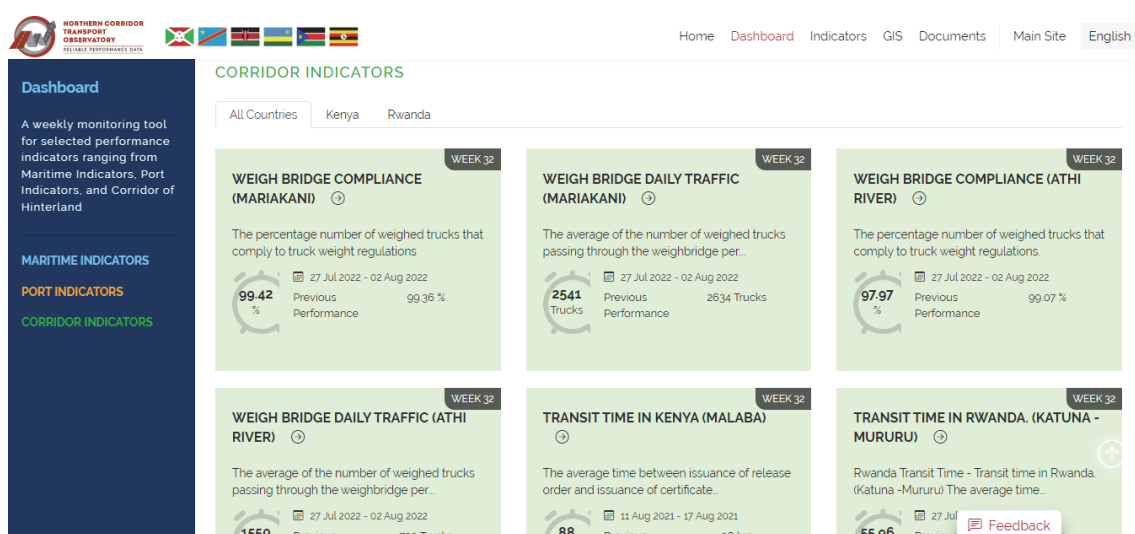 NORTHERN CORRIDOR
TRANSPORT
OBSERVATORY
RELIABLE PERFORMANCE DATA
Home Dashboard Indicators GIS Documents Main Site English
Dashboard
A weekly monitoring tool
for selected performance
indicators ranging from
Maritime Indicators, Port
Indicators, and Corridor of
Hinterland
MARITIME INDICATORS
PORT INDICATORS
CORRIDOR INDICATORS
CORRIDOR INDICATORS
All Countries Kenya Rwanda
WEEK 32
WEIGH BRIDGE COMPLIANCE
(MARIAKANI)
The percentage number of weighed trucks that
comply to truck weight regulations
27 Jul 2022 - 02 Aug 2022
99.42
%
Previous 99.36 %
Performance
WEEK 32
WEIGH BRIDGE DAILY TRAFFIC
(MARIAKANI)
The average of the number of weighed trucks
passing through the weighbridge per...
27 Jul 2022 - 02 Aug 2022
2541
Trucks
Previous 2634 Trucks
Performance
WEEK 32
WEIGH BRIDGE COMPLIANCE (ATHI
RIVER)
The percentage number of weighed trucks that
comply to truck weight regulations.
27 Jul 2022 - 02 Aug 2022
97.97
%
Previous 99.07 %
Performance
WEEK 32
WEIGH BRIDGE DAILY TRAFFIC (ATHI
RIVER)
The average of the number of weighed trucks
passing through the weighbridge per...
27 Jul 2022 - 02 Aug 2022
1550
WEEK 32
TRANSIT TIME IN KENYA (MALABA)
The average time between issuance of release
order and issuance of certificate...
11 Aug 2021 - 17 Aug 2021
88
WEEK 32
TRANSIT TIME IN RWANDA. (KATUNA -
MURURU)
Rwanda Transit Time - Transit time in Rwanda.
(Katuna -Mururu) The average time...
27 Jul
Feedback